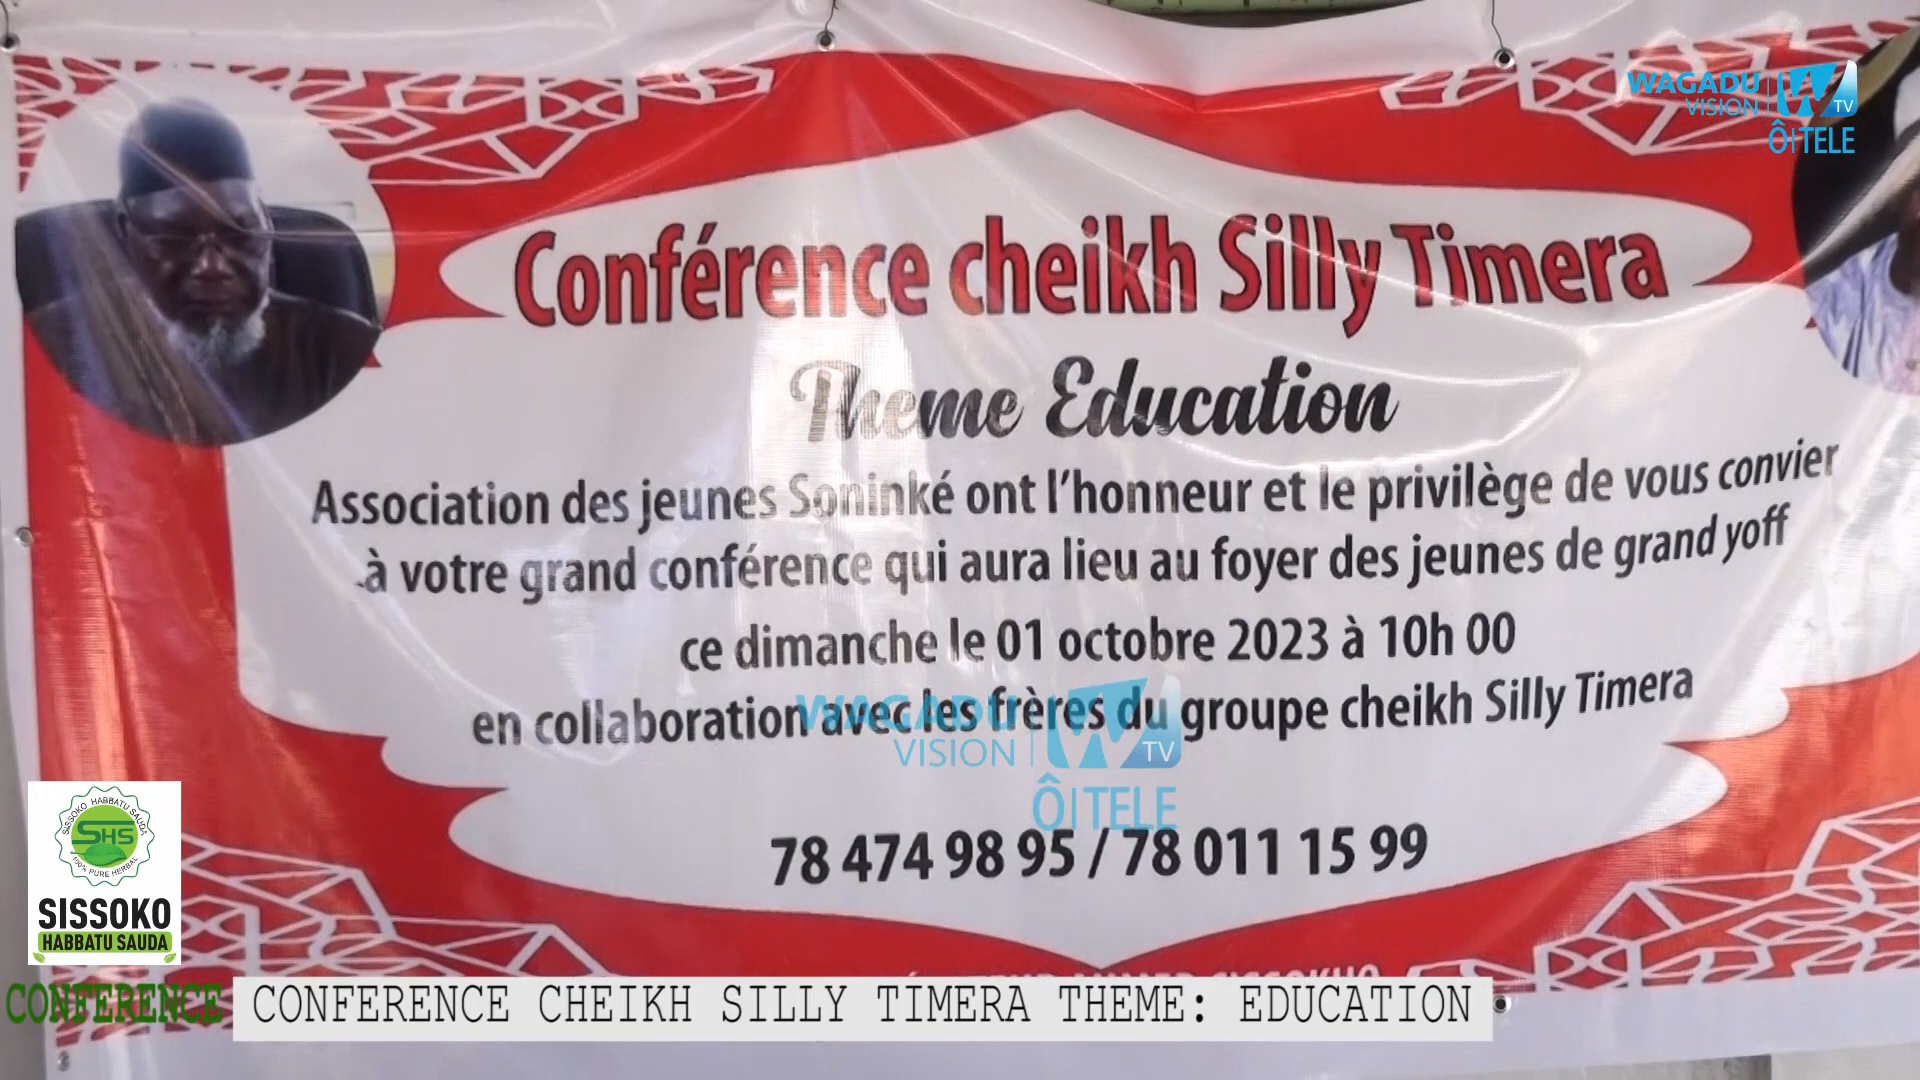 WAGADU
VISION
TV
ÔITELE
Conférence cheikh Silly Timera
Theme Education
Association des jeunes Soninké ont l'honneur et le privilège de vous convier
à votre grand conférence qui aura lieu au foyer des jeunes de grand yoff
ce dimanche le 01 octobre 2023 à 10h 00
en collaboration avec les frères du groupe cheikh Silly Timera
WAGADU
VISION
TV
ÔITELE
78 474 98 95 / 78 011 15 99
SISSOKO HABBATU SAUDA
SHS
100% PURE HERBAL
SISSOKO
HABBATU SAUDA
CONFERENCE
CONFERENCE CHEIKH SILLY TIMERA THEME: EDUCATION